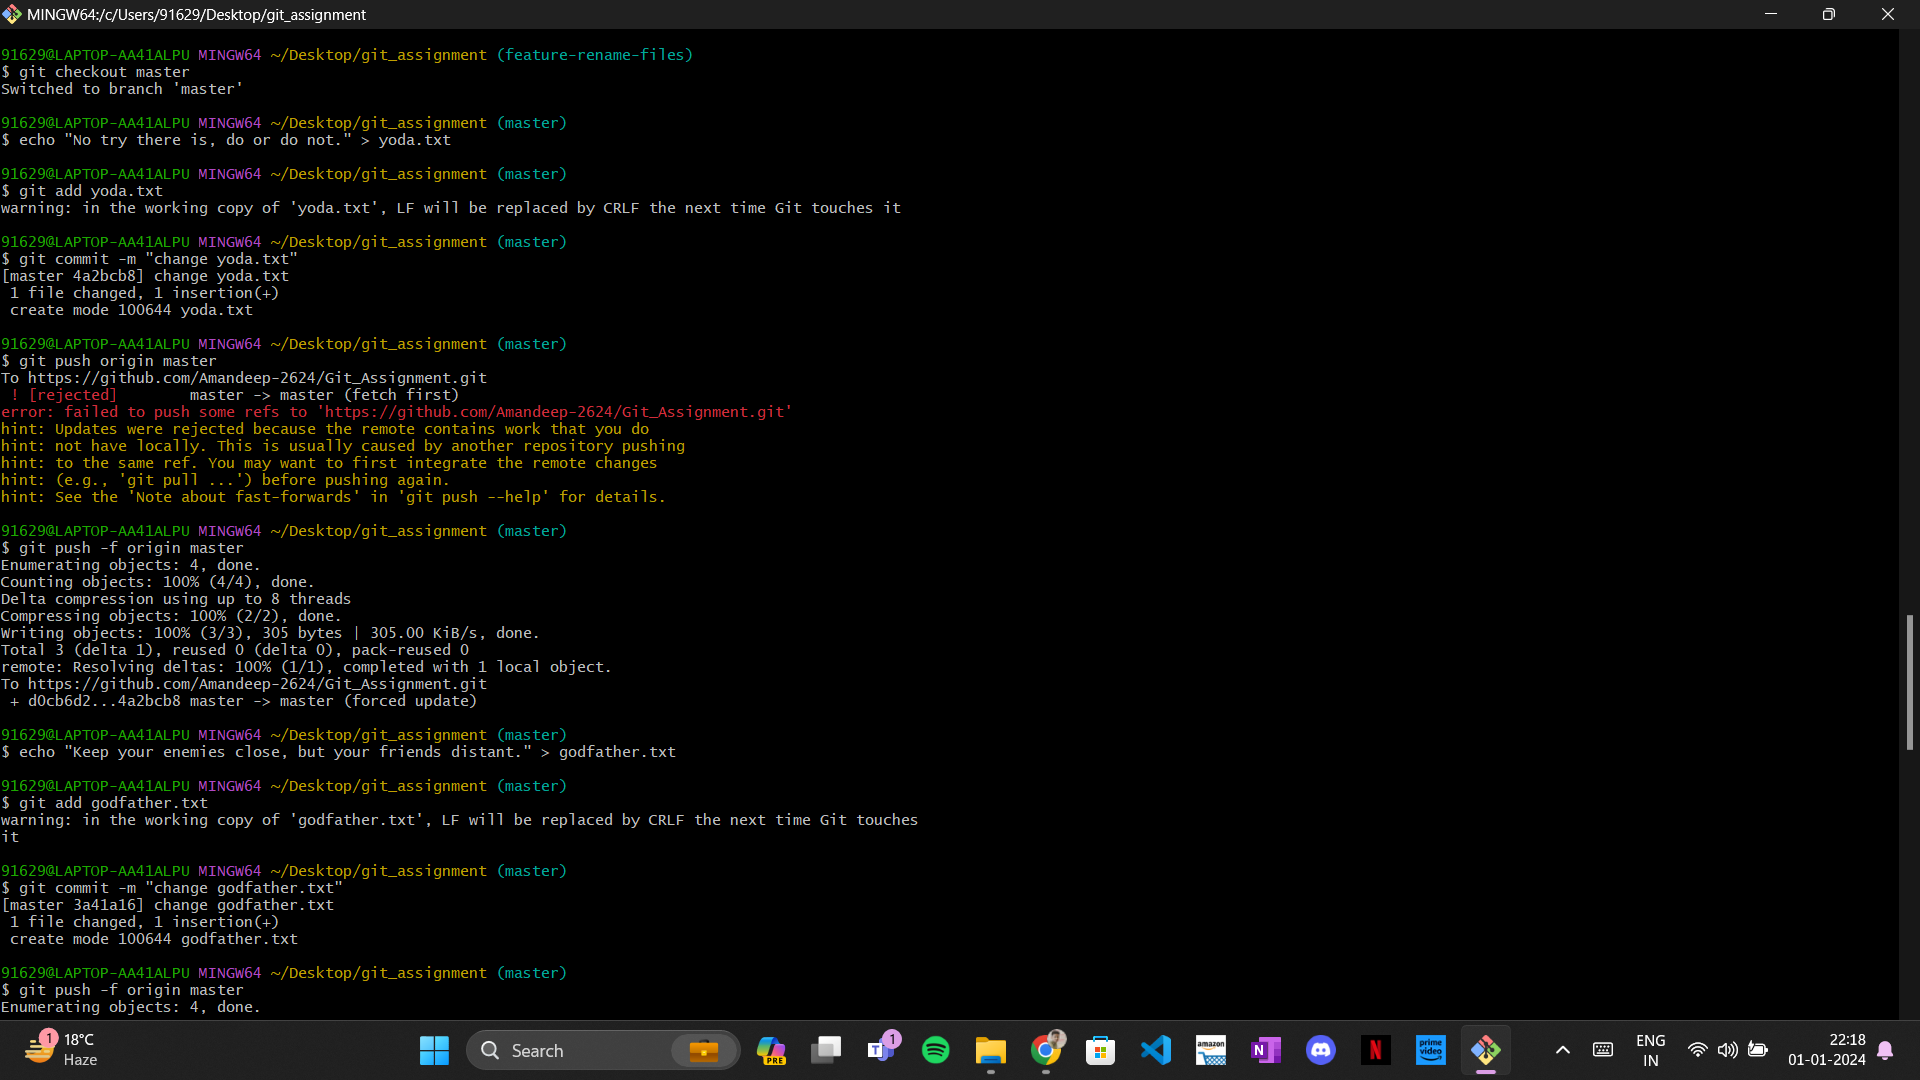 MINGW64:/c/Users/91629/Desktop/git_assignment
91629@LAPTOP-AA41ALPU MINGW64 ~/Desktop/git_assignment (feature-rename-files)
$ git checkout master
Switched to branch 'master'
91629@LAPTOP-AA41ALPU MINGW64 ~/Desktop/git_assignment (master)
$ echo "No try there is, do or do not." > yoda.txt
91629@LAPTOP-AA41ALPU MINGW64 ~/Desktop/git_assignment (master)
$ git add yoda.txt
warning: in the working copy of 'yoda.txt', LF will be replaced by CRLF the next time Git touches it
91629@LAPTOP-AA41ALPU MINGW64 ~/Desktop/git_assignment (master)
$ git commit -m "change yoda.txt"
[master 4a2bcb8] change yoda.txt
1 file changed, 1 insertion(+)
create mode 100644 yoda.txt
91629@LAPTOP-AA41ALPU MINGW64 ~/Desktop/git_assignment (master)
$ git push origin master
To https://github.com/Amandeep-2624/Git_Assignment.git
! [rejected]        master -> master (fetch first)
error: failed to push some refs to 'https://github.com/Amandeep-2624/Git_Assignment.git'
hint: Updates were rejected because the remote contains work that you do
hint: not have locally. This is usually caused by another repository pushing
hint: to the same ref. You may want to first integrate the remote changes
hint: (e.g., 'git pull ...') before pushing again.
hint: See the 'Note about fast-forwards' in 'git push --help' for details.
91629@LAPTOP-AA41ALPU MINGW64 ~/Desktop/git_assignment (master)
$ git push -f origin master
Enumerating objects: 4, done.
Counting objects: 100% (4/4), done.
Delta compression using up to 8 threads
Compressing objects: 100% (2/2), done.
Writing objects: 100% (3/3), 305 bytes | 305.00 KiB/s, done.
Total 3 (delta 1), reused 0 (delta 0), pack-reused 0
remote: Resolving deltas: 100% (1/1), completed with 1 local object.
To https://github.com/Amandeep-2624/Git_Assignment.git
+ d0cb6d2...4a2bcb8 master -> master (forced update)
91629@LAPTOP-AA41ALPU MINGW64 ~/Desktop/git_assignment (master)
$ echo "Keep your enemies close, but your friends distant." > godfather.txt
91629@LAPTOP-AA41ALPU MINGW64 ~/Desktop/git_assignment (master)
$ git add godfather.txt
warning: in the working copy of 'godfather.txt', LF will be replaced by CRLF the next time Git touches
it
91629@LAPTOP-AA41ALPU MINGW64 ~/Desktop/git_assignment (master)
$ git commit -m "change godfather.txt"
[master 3a41a16] change godfather.txt
1 file changed, 1 insertion(+)
create mode 100644 godfather.txt
91629@LAPTOP-AA41ALPU MINGW64 ~/Desktop/git_assignment (master)
$ git push -f origin master
Enumerating objects: 4, done.
1
18°C
Haze
Search
PRE
T
1
amazon
N
N
prime
video
ENG
IN
22:18
01-01-2024